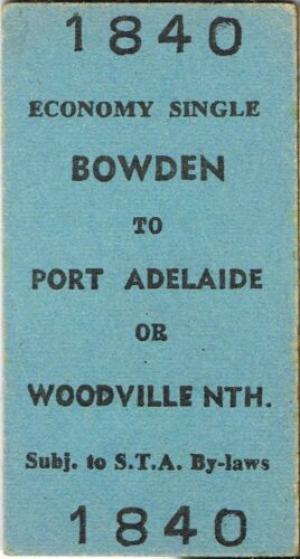 1840
ECONOMY SINGLE
BOWDEN
TO
PORT ADELAIDE
OR
WOODVILLE NTH.
Subj. to S.T.A. By-laws
1840